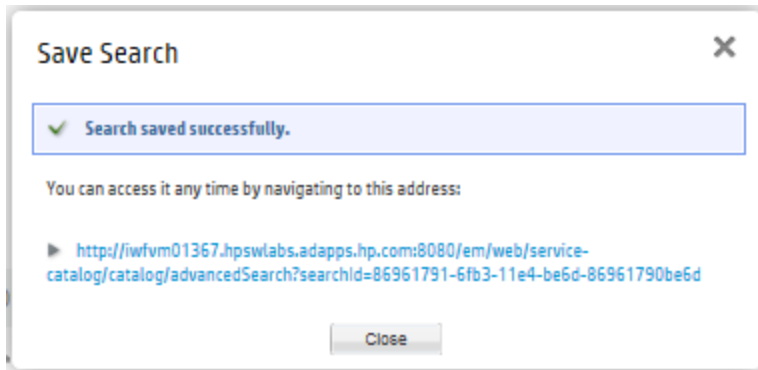 Save Search
Search saved successfully.
You can access it any time by navigating to this address:
http://iwfvm01367.hpswlabs.adapps.hp.com:8080/em/web/service-
catalog/catalog/advancedSearch?searchId=86961791-6fb3-11e4-be6d-86961790be6d
Close